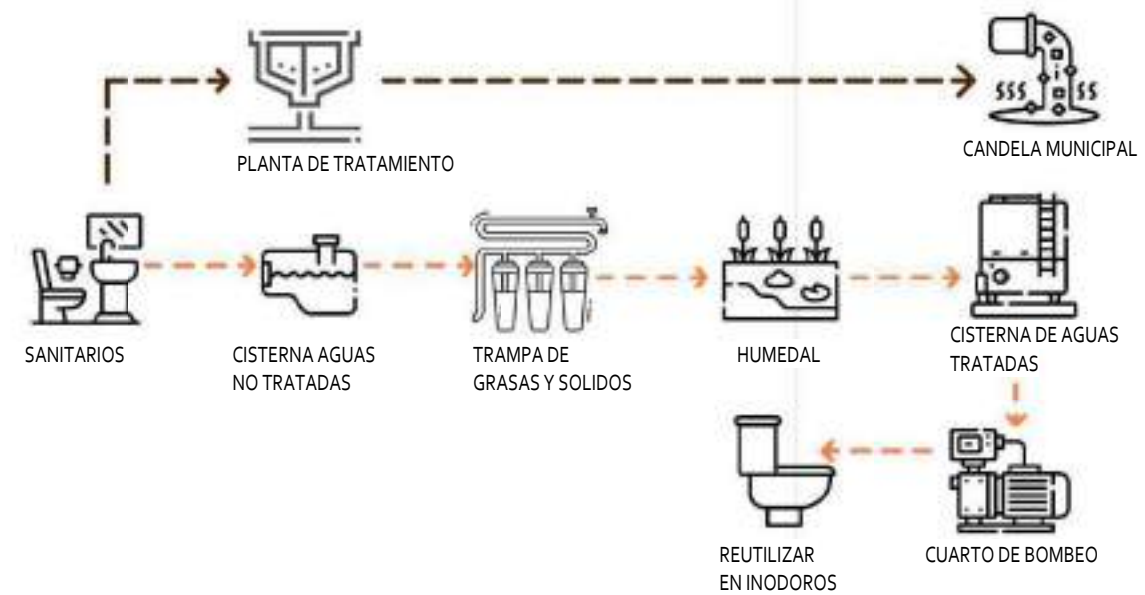 PLANTA DE TRATAMIENTO
CANDELA MUNICIPAL
SANITARIOS
CISTERNA AGUAS
NO TRATADAS
TRAMPA DE
GRASAS Y SOLIDOS
HUMEDAL
CISTERNA DE AGUAS
TRATADAS
REUTILIZAR
EN INODOROS
CUARTO DE BOMBEO